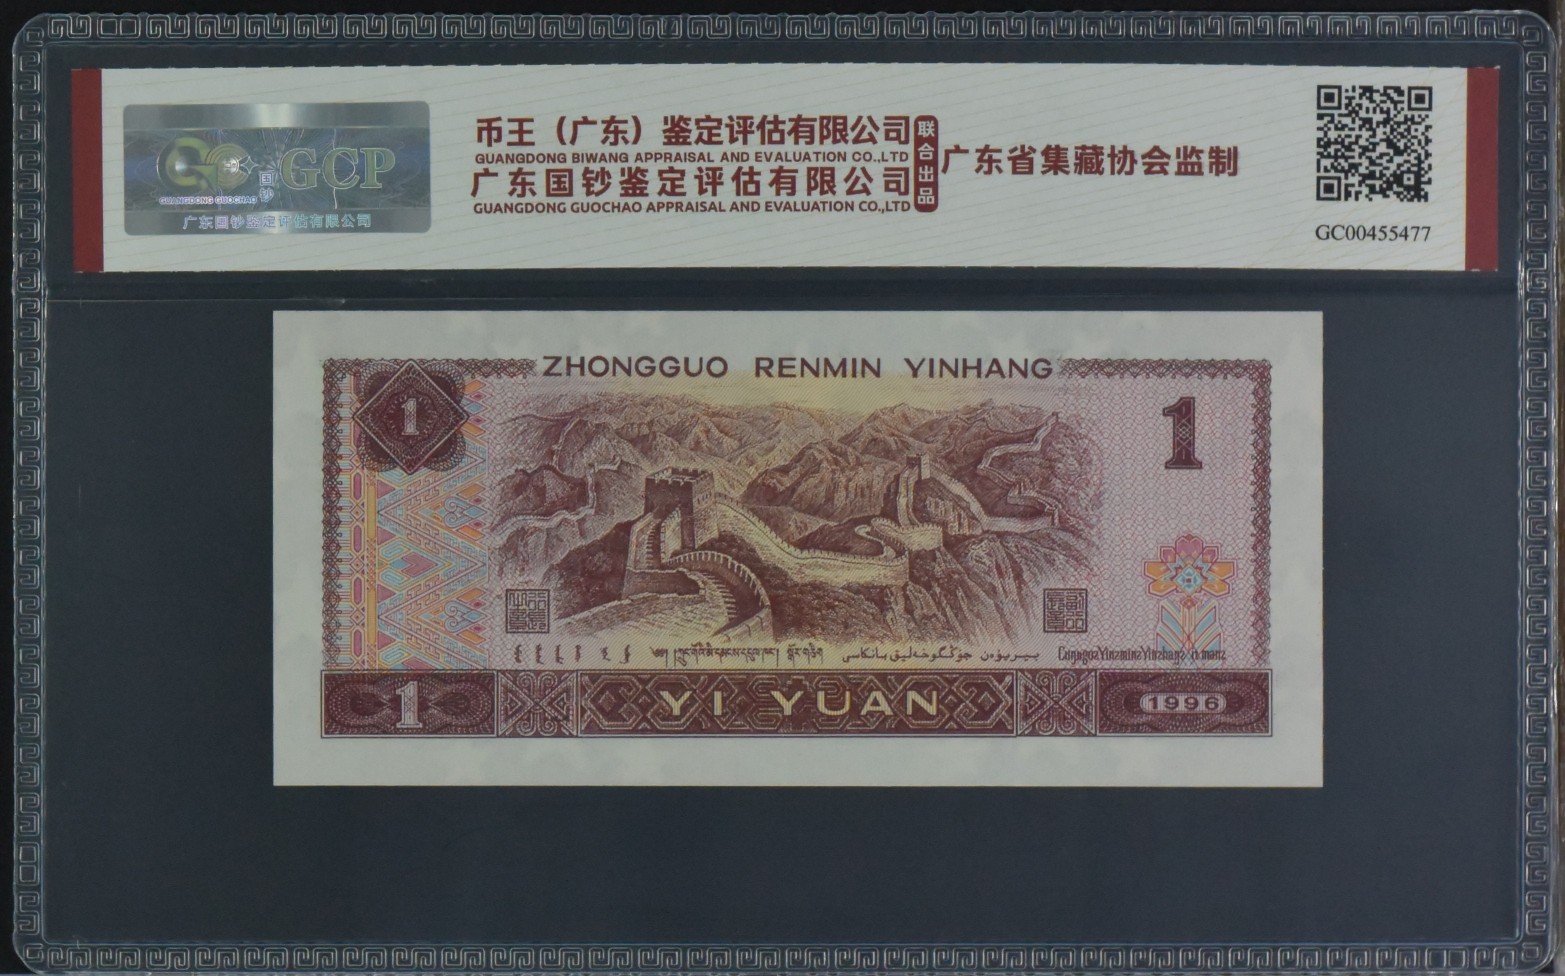 币王（广东）鉴定评估有限公司
GUANGDONG BIWANG APPRAISAL AND EVALUATION CO.,LTD
广东国钞鉴定评估有限公司
GUANGDONG GUOCHAO APPRAISAL AND EVALUATION CO.,LTD
联合出品
广东省集藏协会监制
GCP
国钞
GUANGDONG GUOCHAO
广东国钞鉴定评估有限公司
GC00455477
ZHONGGUO RENMIN YINHANG
1
1
1
YI YUAN
1996